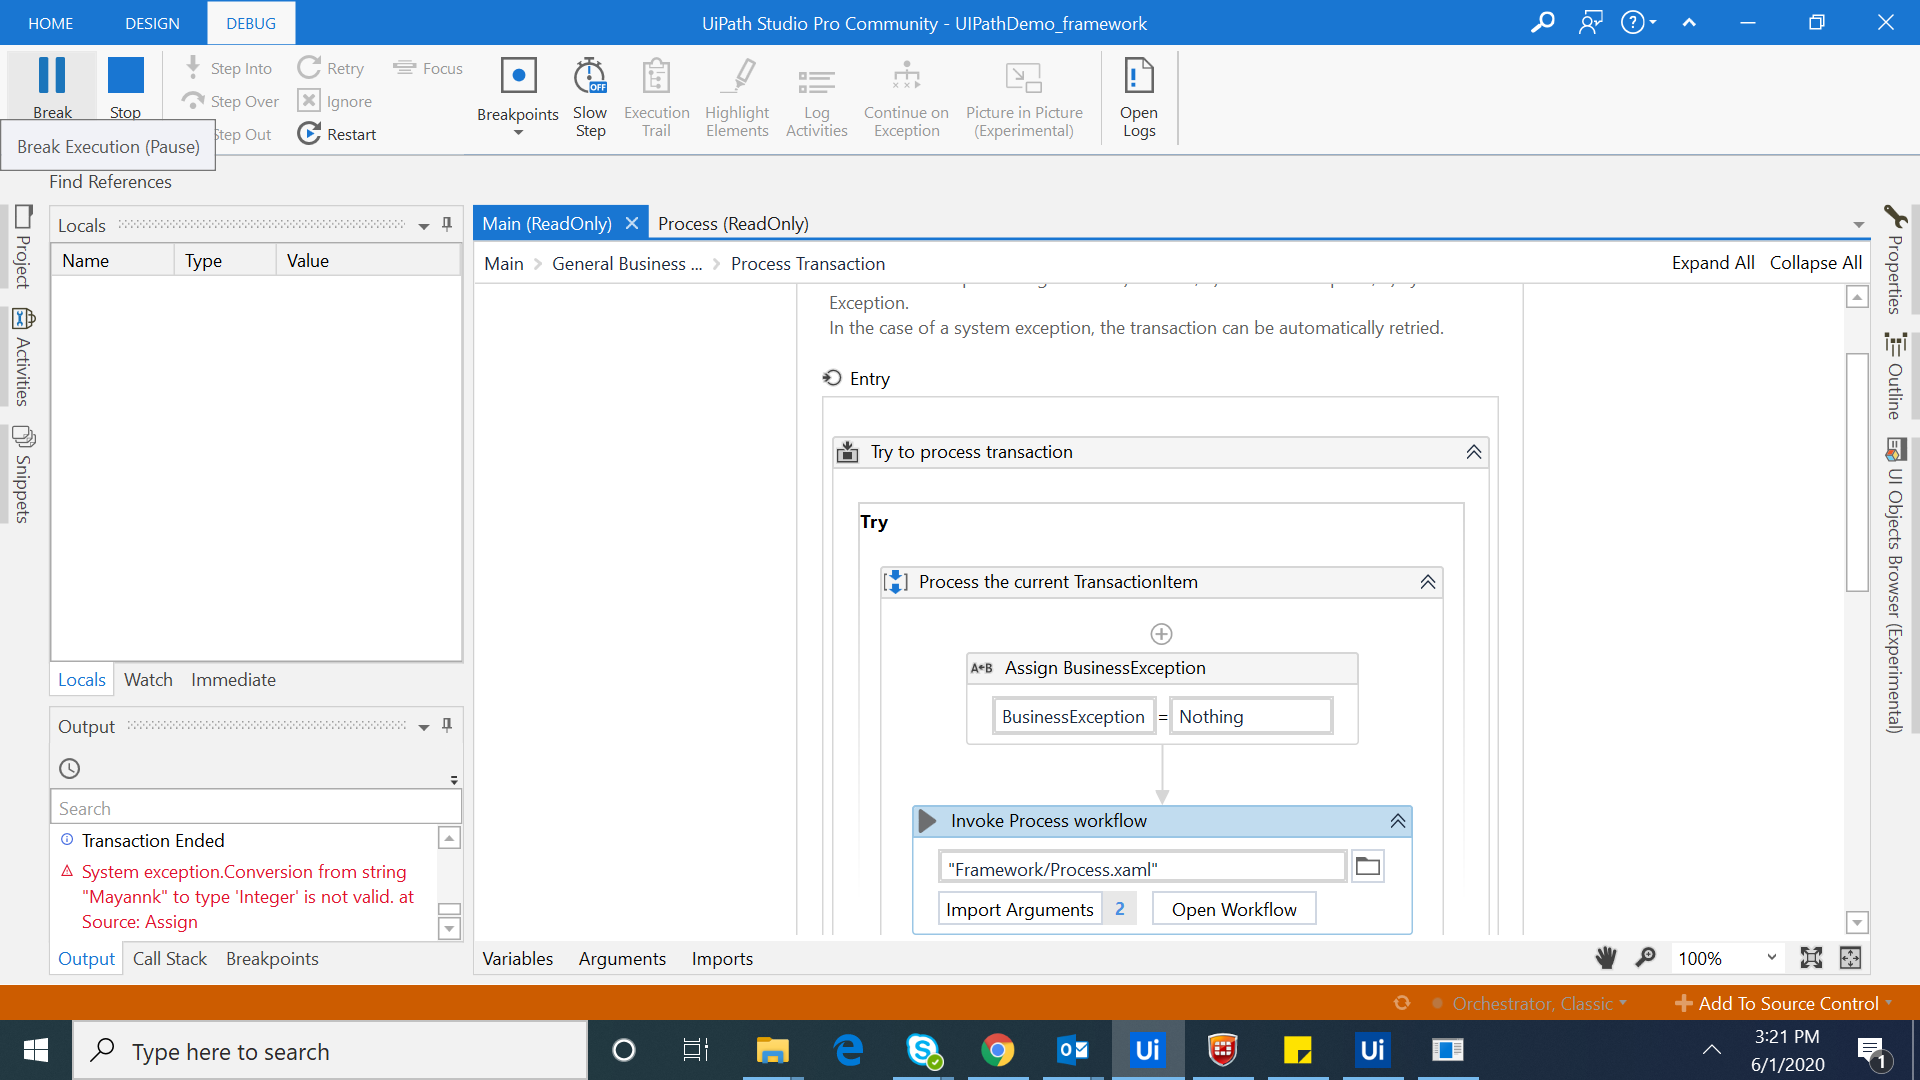 HOME DESIGN DEBUG UiPath Studio Pro Community - UIPathDemo_framework
Break Stop
Step Into Retry Focus
Step Over Ignore
Step Out Restart
Breakpoints
Slow Step
Execution Trail
Highlight Elements
Log Activities
Continue on Exception
Picture in Picture (Experimental)
Open Logs
Break Execution (Pause)
Find References
Project
Activities
Snippets
Locals
Name Type Value
Locals Watch Immediate
Output
Search
Transaction Ended
System exception.Conversion from string
"Mayannk" to type 'Integer' is not valid. at
Source: Assign
Output Call Stack Breakpoints
Main (ReadOnly) Process (ReadOnly)
Main > General Business ... > Process Transaction
Expand All Collapse All
Exception.
In the case of a system exception, the transaction can be automatically retried.
Entry
Try to process transaction
Try
Process the current TransactionItem
A B Assign BusinessException
BusinessException = Nothing
Invoke Process workflow
"Framework/Process.xaml"
Import Arguments 2 Open Workflow
Variables Arguments Imports
100%
Properties
Outline
UI Objects Browser (Experimental)
Orchestrator, Classic
Add To Source Control
Type here to search
3:21 PM
6/1/2020
1